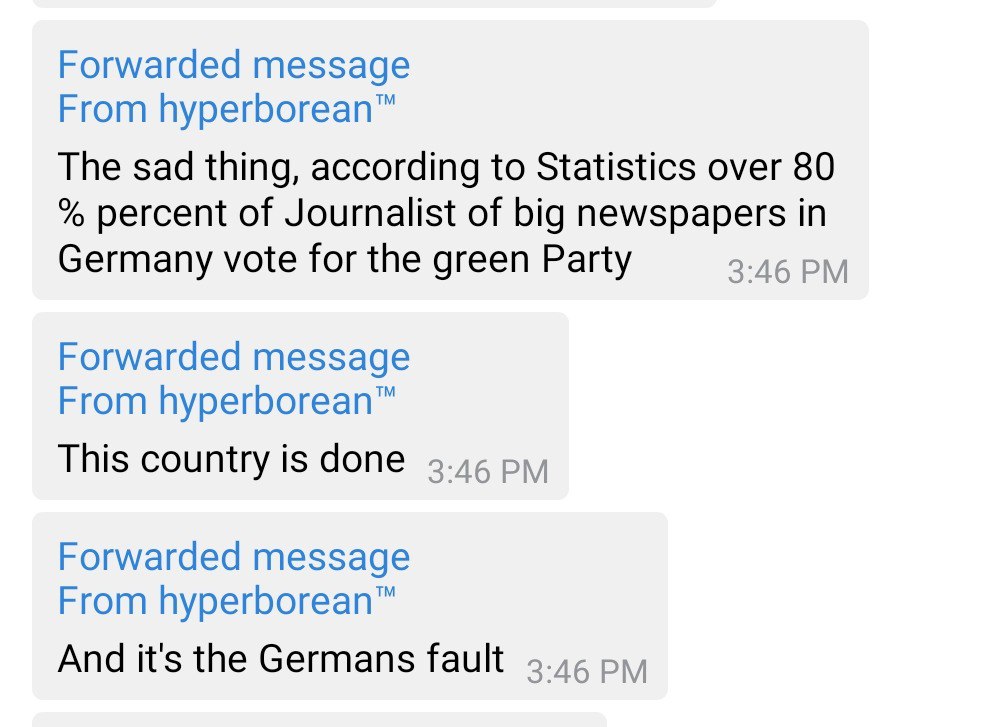 Forwarded message
From hyperborean™
The sad thing, according to Statistics over 80
% percent of Journalist of big newspapers in
Germany vote for the green Party
3:46 PM
Forwarded message
From hyperborean™
This country is done
3:46 PM
Forwarded message
From hyperborean™
And it's the Germans fault
3:46 PM